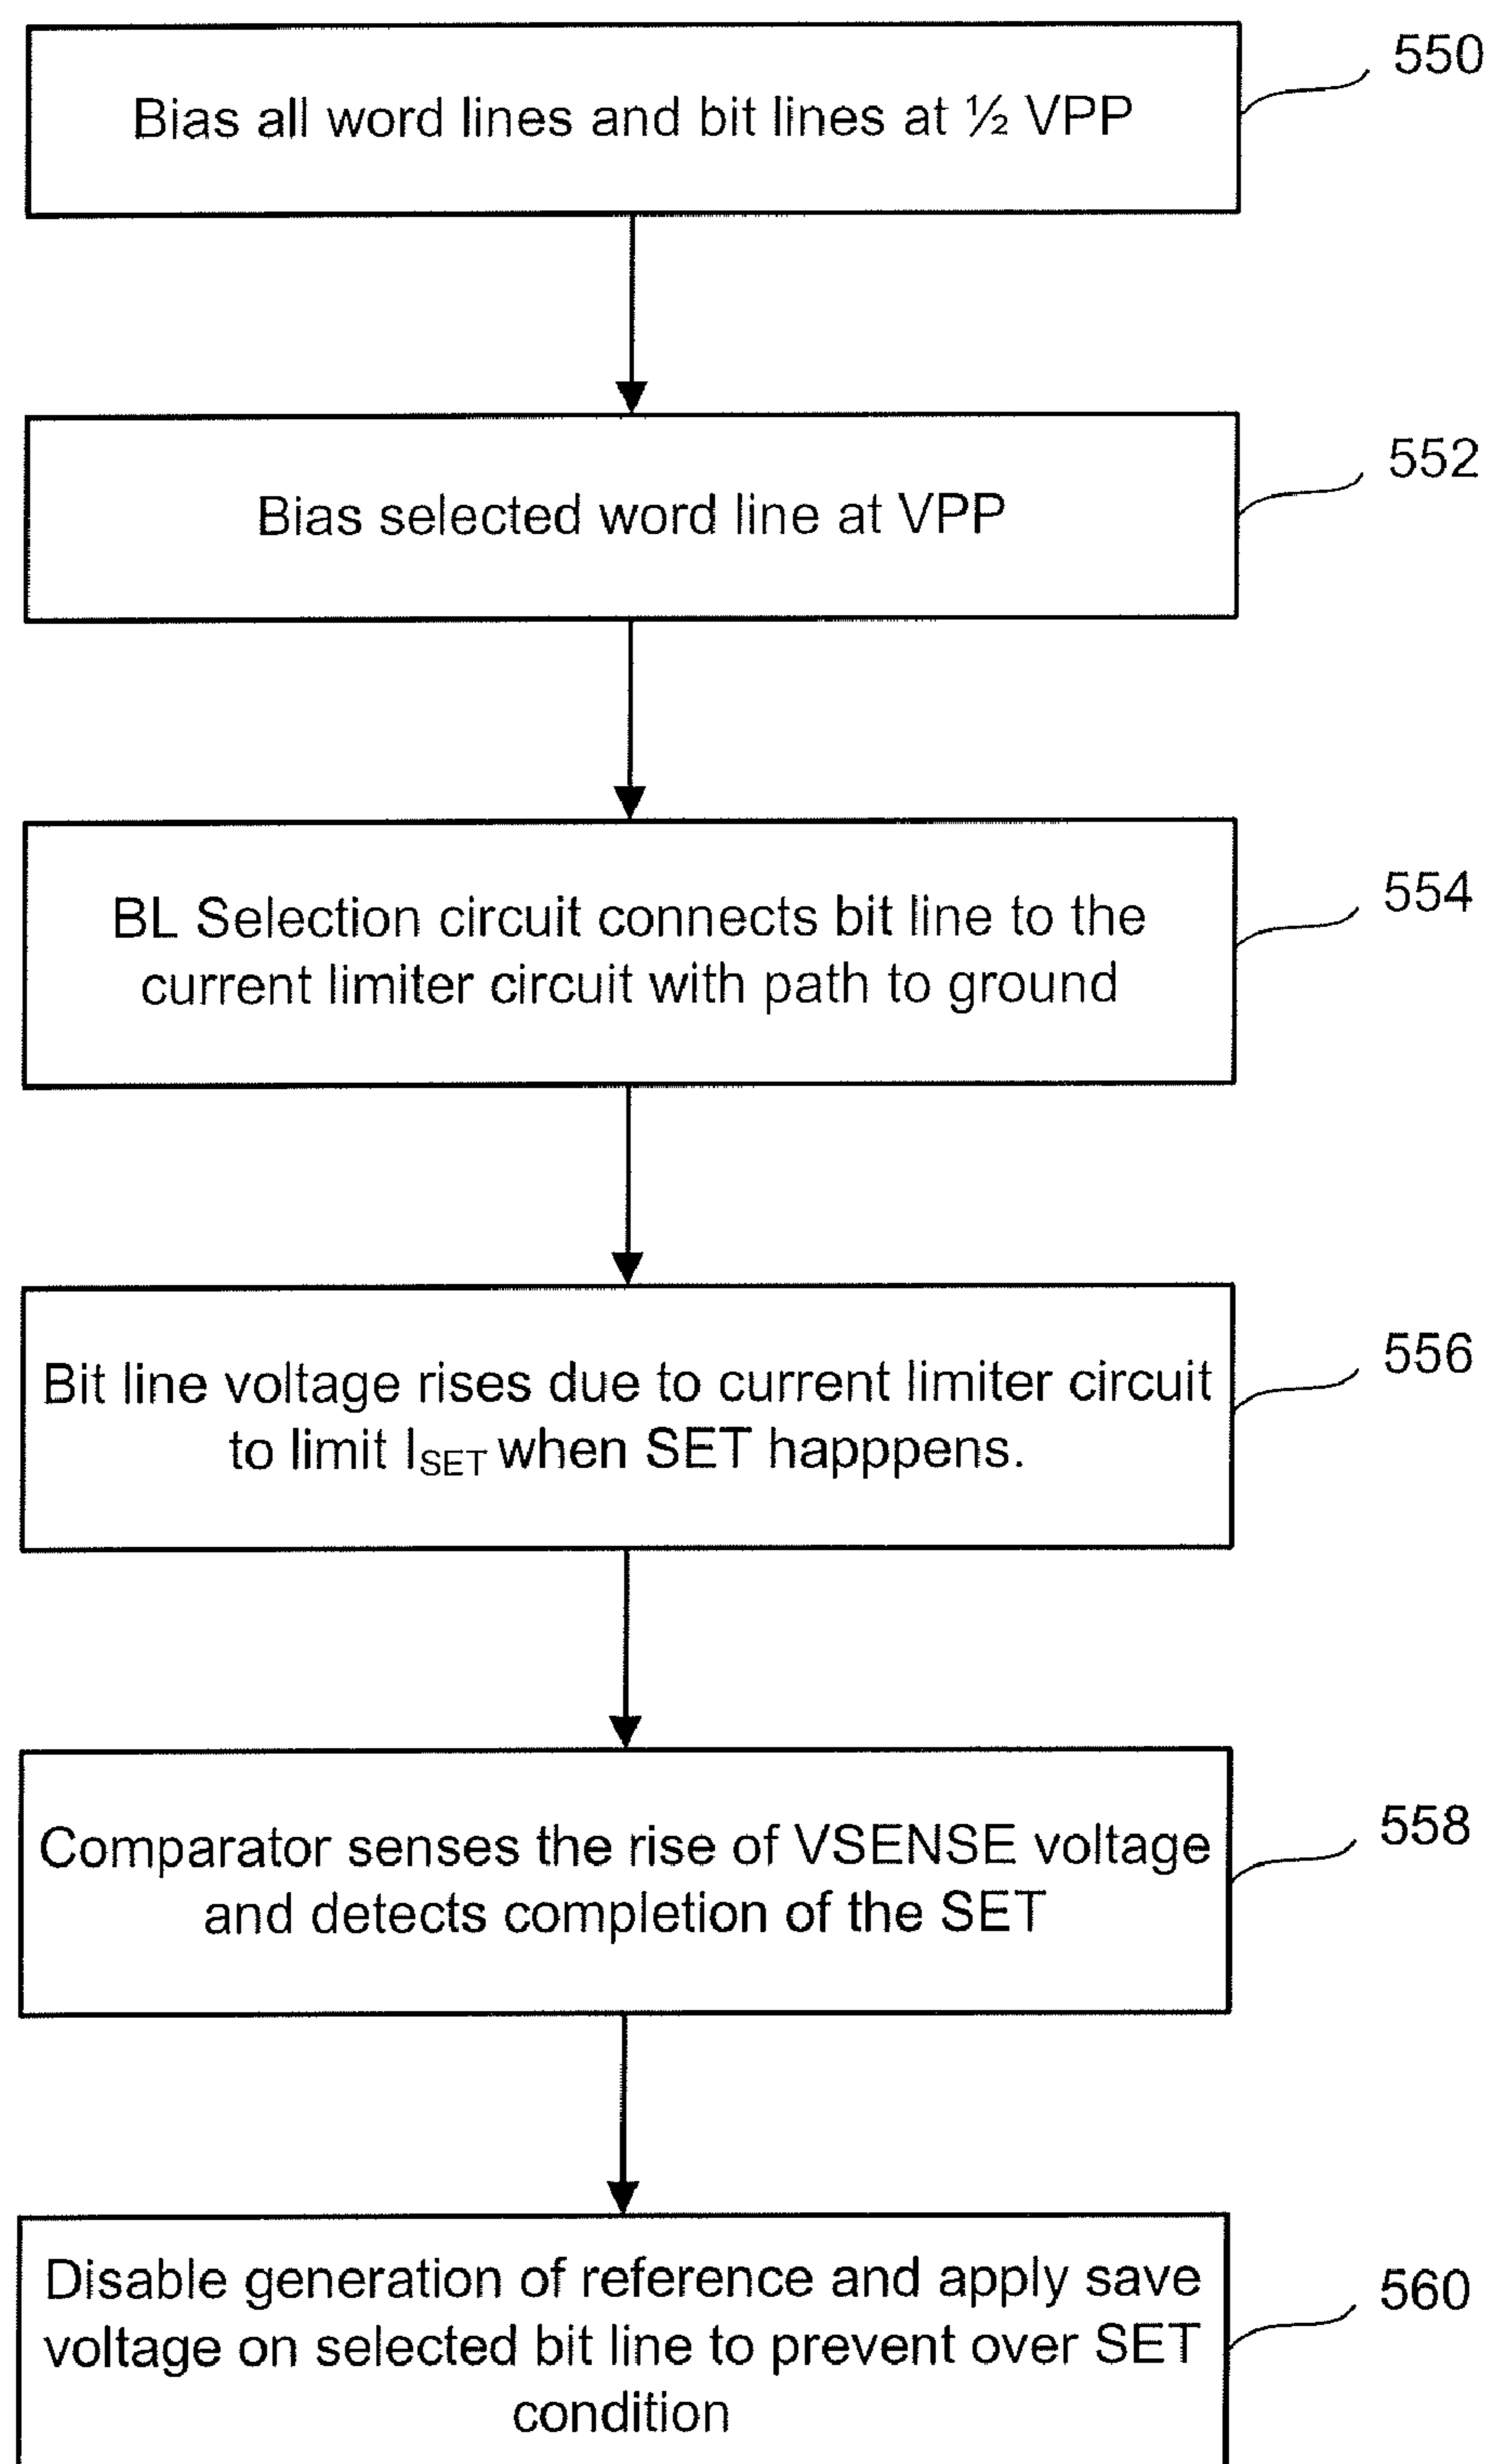 Bias all word lines and bit lines at ½ VPP
550
Bias selected word line at VPP
552
BL Selection circuit connects bit line to the
current limiter circuit with path to ground
554
Bit line voltage rises due to current limiter circuit
to limit I_SET when SET happpens.
556
Comparator senses the rise of VSENSE voltage
and detects completion of the SET
558
Disable generation of reference and apply save
voltage on selected bit line to prevent over SET
condition
560